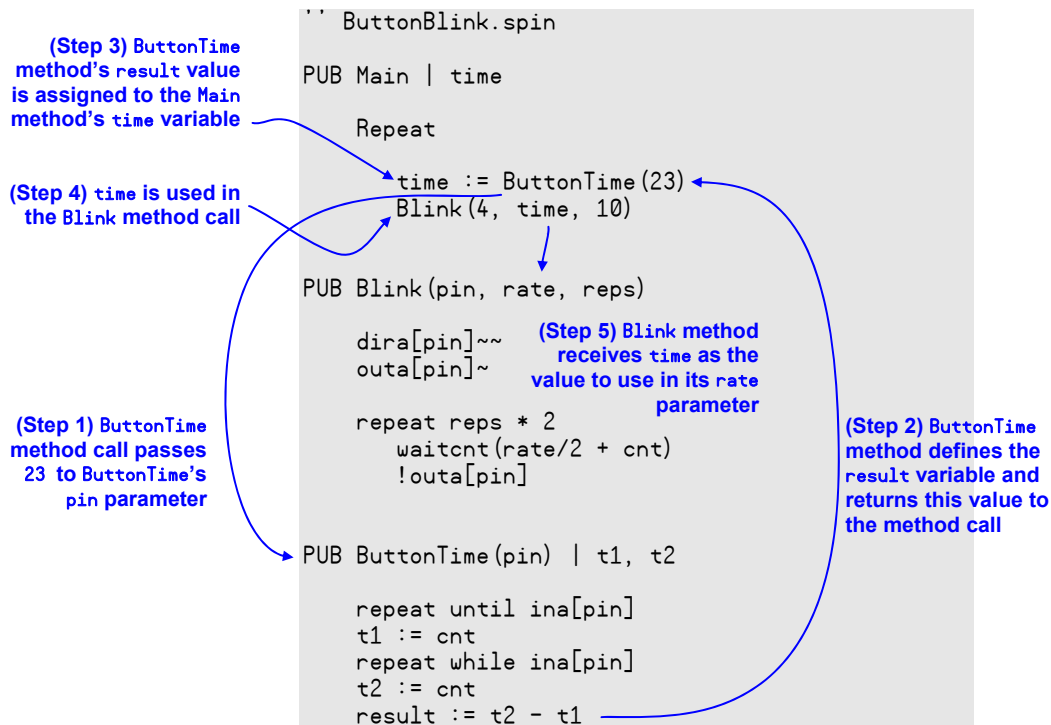 '' ButtonBlink.spin
PUB Main | time
Repeat
time := ButtonTime(23)
Blink(4, time, 10)
PUB Blink(pin, rate, reps)
dira[pin]~~
outa[pin]~
repeat reps * 2
waitcnt(rate/2 + cnt)
!outa[pin]
PUB ButtonTime(pin) | t1, t2
repeat until ina[pin]
t1 := cnt
repeat while ina[pin]
t2 := cnt
result := t2 - t1
(Step 3) ButtonTime
method’s result value
is assigned to the Main
method’s time variable
(Step 4) time is used in
the Blink method call
(Step 5) Blink method
receives time as the
value to use in its rate
parameter
(Step 1) ButtonTime
method call passes
23 to ButtonTime’s
pin parameter
(Step 2) ButtonTime
method defines the
result variable and
returns this value to
the method call